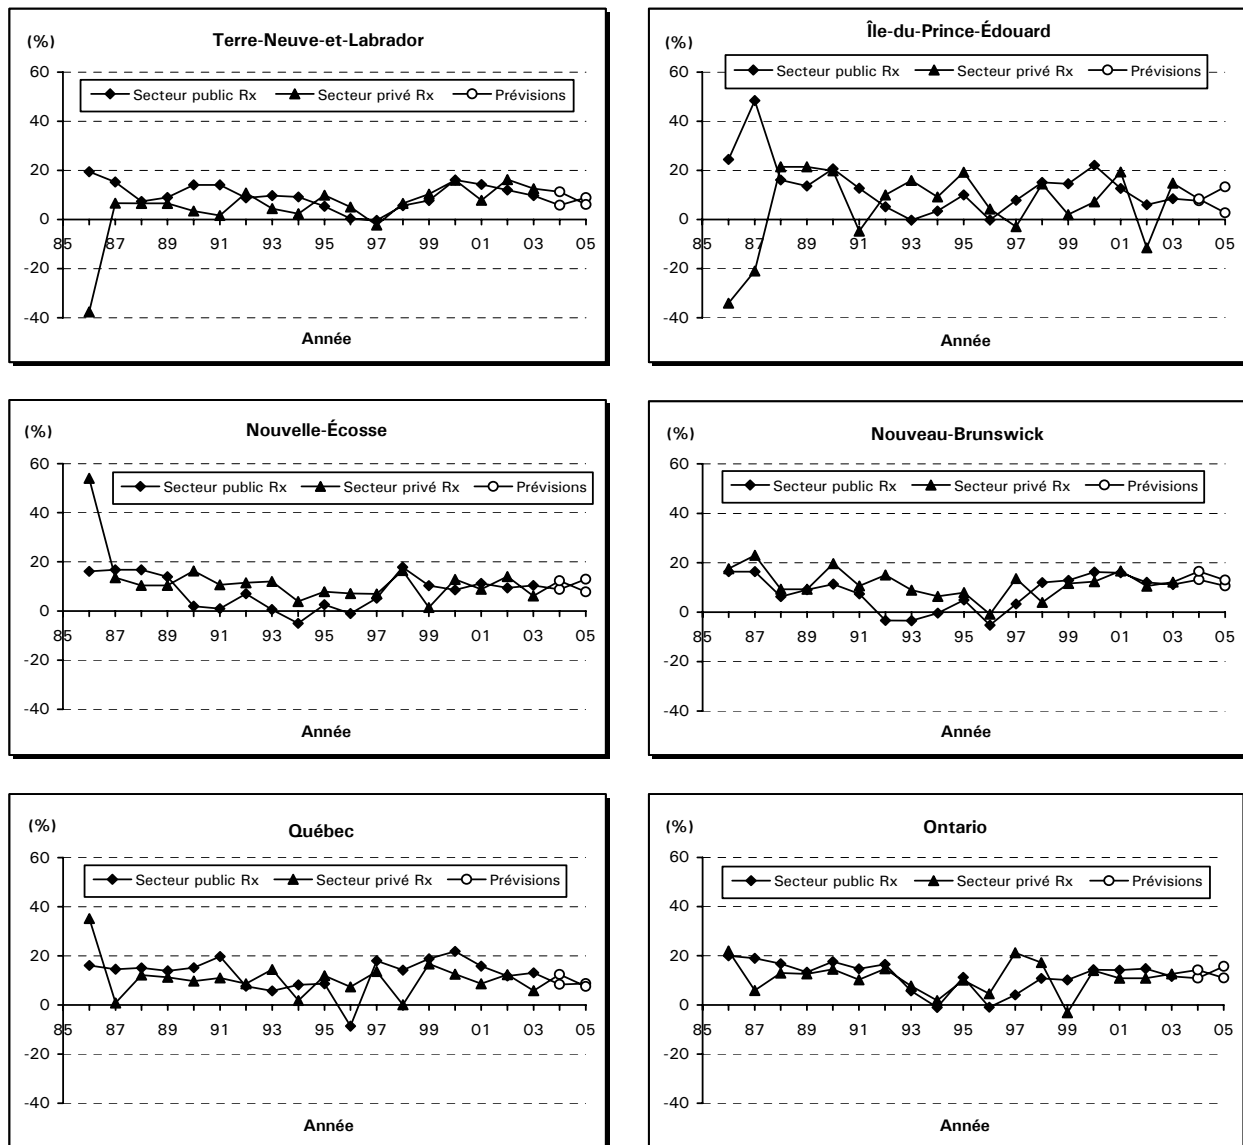 (%)
Terre-Neuve-et-Labrador
60
Secteur public Rx Secteur privé Rx Prévisions
40
20
0
85 87 89 91 93 95 97 99 01 03 05
-20
-40
Année
(%)
Île-du-Prince-Édouard
60
Secteur public Rx Secteur privé Rx Prévisions
40
20
0
85 87 89 91 93 95 97 99 01 03 05
-20
-40
Année
(%)
Nouvelle-Écosse
60
Secteur public Rx Secteur privé Rx Prévisions
40
20
0
85 87 89 91 93 95 97 99 01 03 05
-20
-40
Année
(%)
Nouveau-Brunswick
60
Secteur public Rx Secteur privé Rx Prévisions
40
20
0
85 87 89 91 93 95 97 99 01 03 05
-20
-40
Année
(%)
Québec
60
Secteur public Rx Secteur privé Rx Prévisions
40
20
0
85 87 89 91 93 95 97 99 01 03 05
-20
-40
Année
(%)
Ontario
60
Secteur public Rx Secteur privé Rx Prévisions
40
20
0
85 87 89 91 93 95 97 99 01 03 05
-20
-40
Année